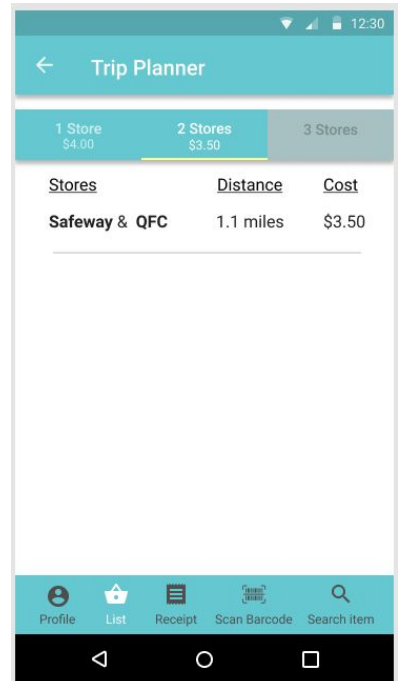 12:30
Trip Planner
1 Store 2 Stores 3 Stores
$4.00 $3.50
Stores Distance Cost
Safeway & QFC 1.1 miles $3.50
Profile List Receipt Scan Barcode Search item